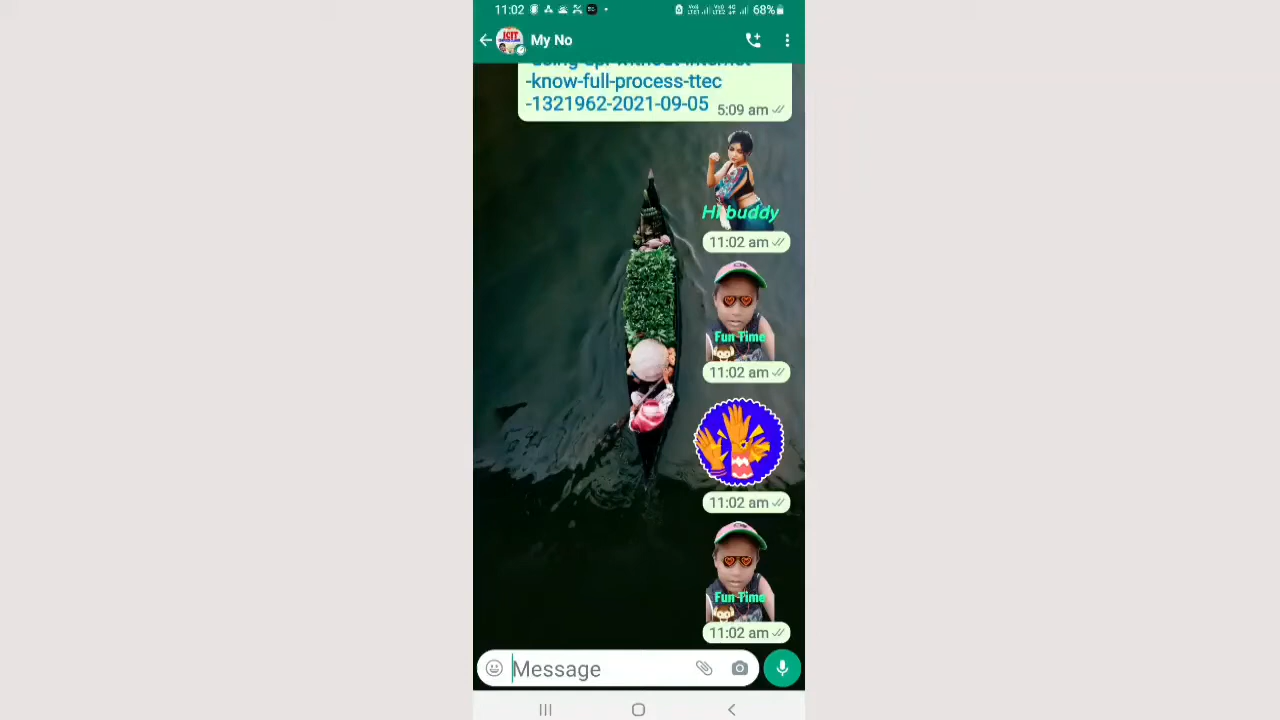 11:02
68%
JCIT
My No
-know-full-process-ttec
-1321962-2021-09-05
5:09 am
Hi buddy
11:02 am
Fun Time
11:02 am
11:02 am
Fun Time
11:02 am
Message